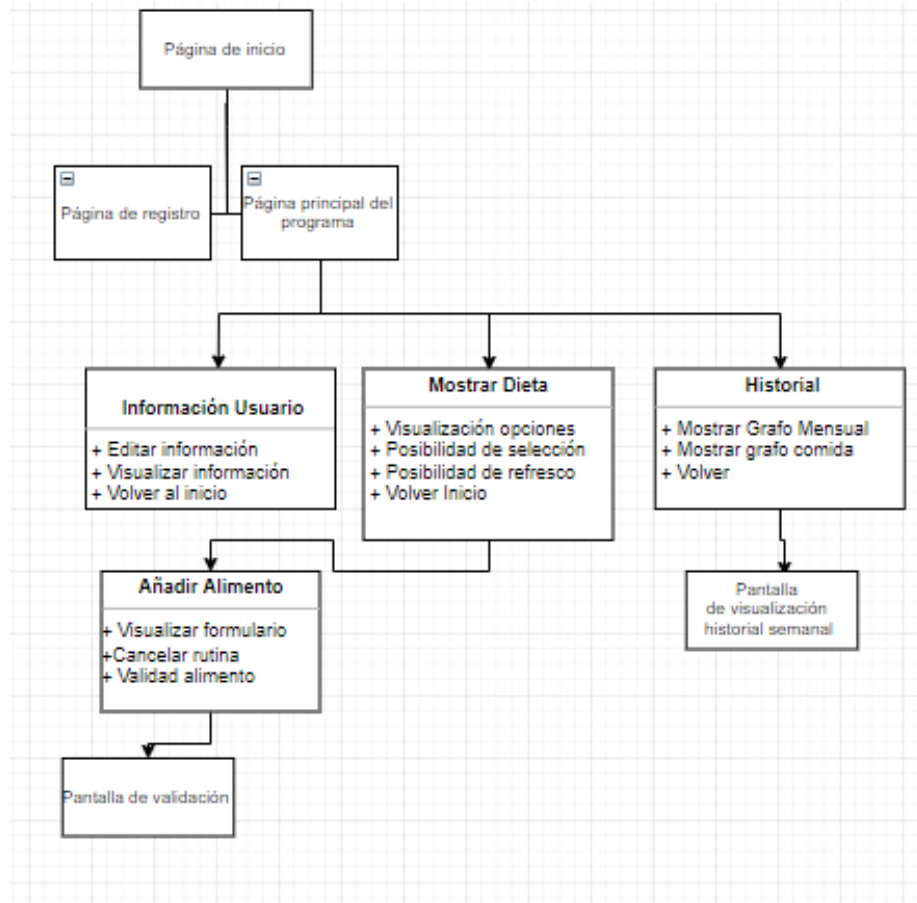 Página de inicio
Página de registro
Página principal del
programa
Información Usuario
+ Editar información
+ Visualizar información
+ Volver al inicio
Mostrar Dieta
+ Visualización opciones
+ Posibilidad de selección
+ Posibilidad de refresco
+ Volver Inicio
Historial
+ Mostrar Grafo Mensual
+ Mostrar grafo comida
+ Volver
Añadir Alimento
+ Visualizar formulario
+Cancelar rutina
+ Validad alimento
Pantalla
de visualización
historial semanal
Pantalla de validación